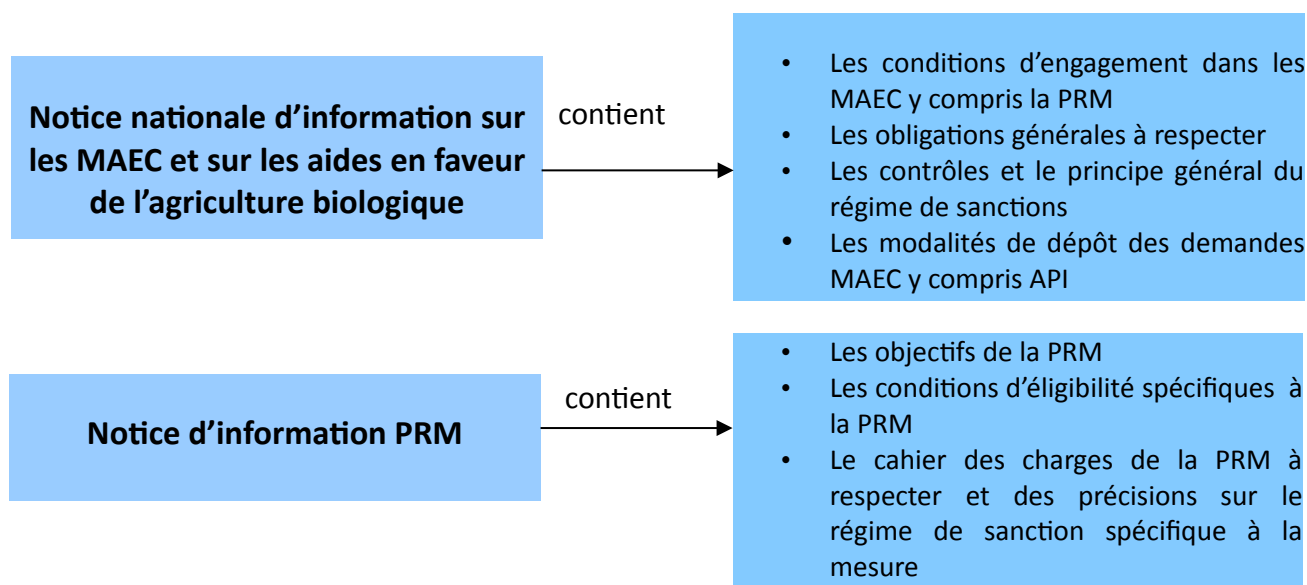 Notice nationale d'information sur
les MAEC et sur les aides en faveur
de l'agriculture biologique
contient
• Les conditions d'engagement dans les
MAEC y compris la PRM
• Les obligations générales à respecter
• Les contrôles et le principe général du
régime de sanctions
• Les modalités de dépôt des demandes
MAEC y compris API
Notice d'information PRM
contient
• Les objectifs de la PRM
• Les conditions d'éligibilité spécifiques à
la PRM
• Le cahier des charges de la PRM à
respecter et des précisions sur le
régime de sanction spécifique à la
mesure